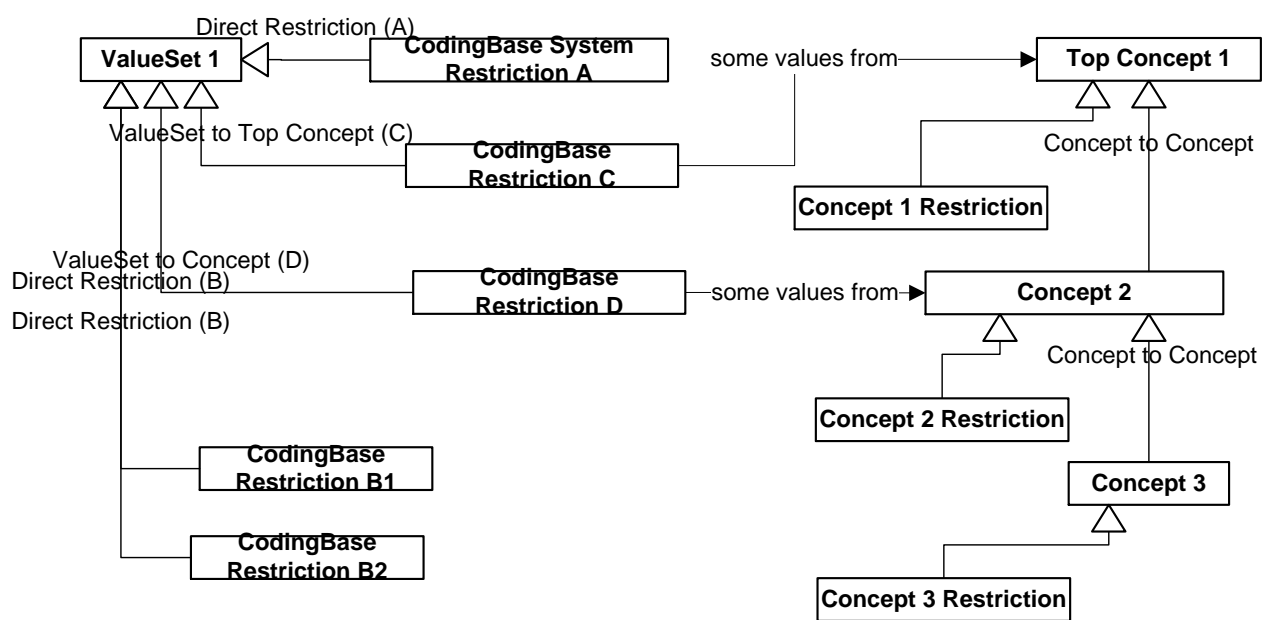 Direct Restriction (A)
ValueSet 1
CodingBase System
Restriction A
some values from
Top Concept 1
ValueSet to Top Concept (C)
CodingBase
Restriction C
Concept to Concept
Concept 1 Restriction
ValueSet to Concept (D)
Direct Restriction (B)
CodingBase
Restriction D
some values from
Concept 2
Direct Restriction (B)
Concept to Concept
Concept 2 Restriction
CodingBase
Restriction B1
Concept 3
CodingBase
Restriction B2
Concept 3 Restriction